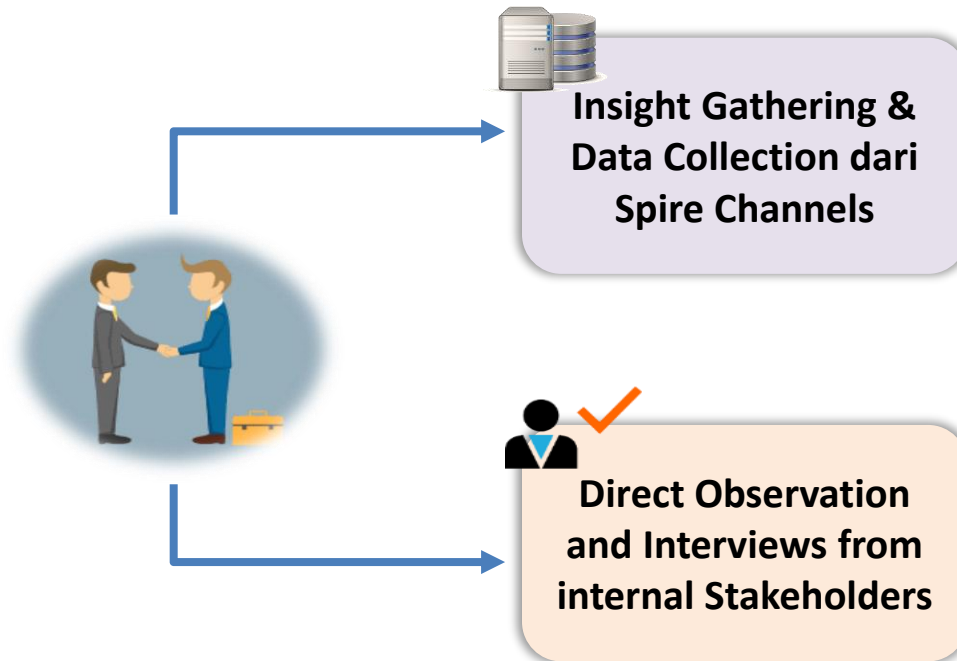 Insight Gathering &
Data Collection dari
Spire Channels
Direct Observation
and Interviews from
internal Stakeholders